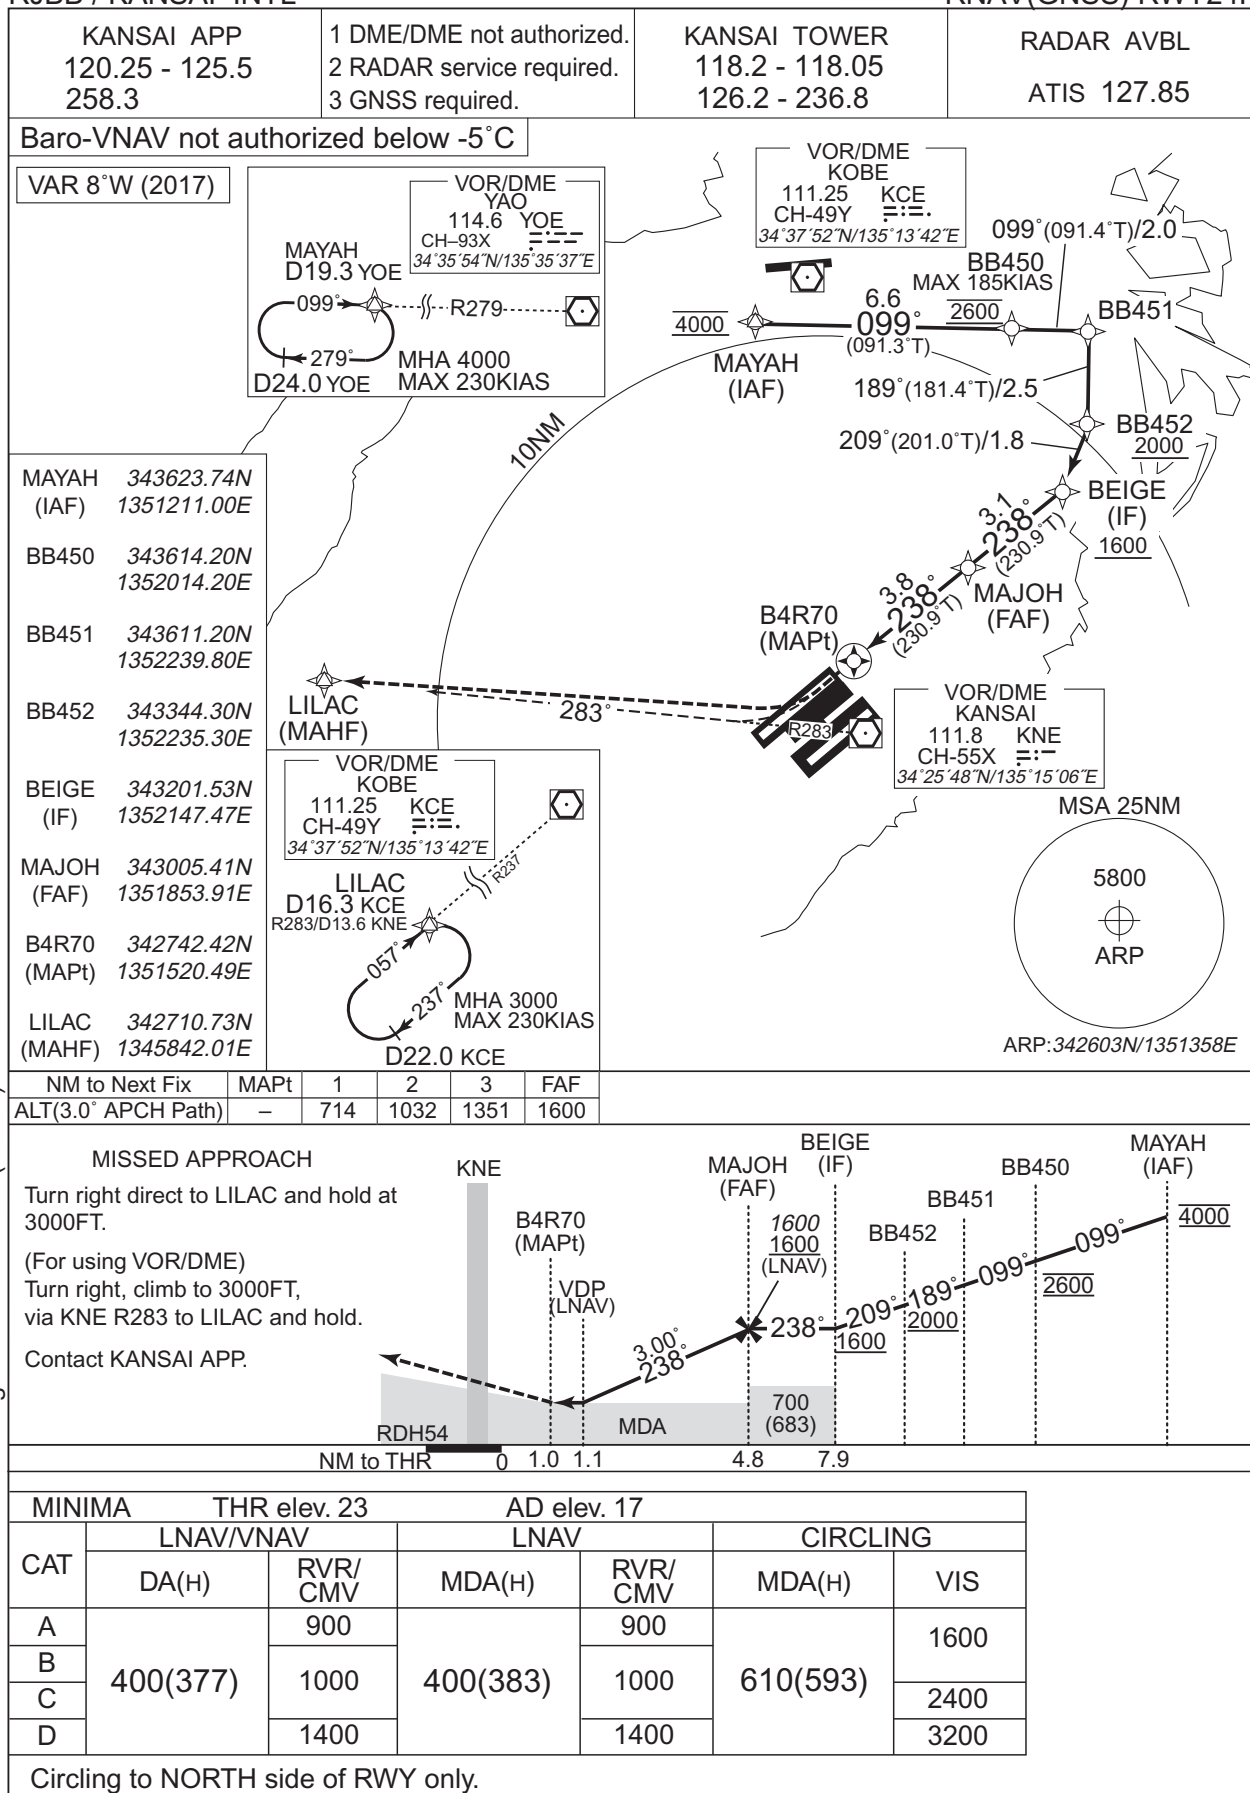 KANSAI APP
120.25 - 125.5
258.3
1 DME/DME not authorized.
2 RADAR service required.
3 GNSS required.
KANSAI TOWER
118.2 - 118.05
126.2 - 236.8
RADAR AVBL
ATIS 127.85
Baro-VNAV not authorized below -5˚C
VAR 8˚W (2017)
VOR/DME
YAO
114.6 YOE
CH–93X
34˚35´54˝N/135˚35´37˝E
MAYAH
D19.3 YOE
099˚
R279
279˚
D24.0 YOE
MHA 4000
MAX 230KIAS
VOR/DME
KOBE
111.25 KCE
CH-49Y
34˚37´52˝N/135˚13´42˝E
099˚(091.4˚T)/2.0
BB450
MAX 185KIAS
2600
BB451
4000
6.6
099˚
(091.3˚T)
MAYAH
(IAF)
189˚(181.4˚T)/2.5
BB452
2000
209˚(201.0˚T)/1.8
10NM
BEIGE
(IF)
1600
3.1
238˚
(230.9˚T)
MAJOH
(FAF)
3.8
238˚
(230.9˚T)
B4R70
(MAPt)
LILAC
(MAHF)
283˚
R283
VOR/DME
KANSAI
111.8 KNE
CH-55X
34˚25´48˝N/135˚15´06˝E
MAYAH 343623.74N
(IAF) 1351211.00E
BB450 343614.20N
1352014.20E
BB451 343611.20N
1352239.80E
BB452 343344.30N
1352235.30E
BEIGE 343201.53N
(IF) 1352147.47E
MAJOH 343005.41N
(FAF) 1351853.91E
B4R70 342742.42N
(MAPt) 1351520.49E
LILAC 342710.73N
(MAHF) 1345842.01E
VOR/DME
KOBE
111.25 KCE
CH-49Y
34˚37´52˝N/135˚13´42˝E
R237
LILAC
D16.3 KCE
R283/D13.6 KNE
057˚
237˚
MHA 3000
MAX 230KIAS
D22.0 KCE
MSA 25NM
5800
ARP
ARP:342603N/1351358E
NM to Next Fix MAPt 1 2 3 FAF
ALT(3.0˚ APCH Path) – 714 1032 1351 1600
MISSED APPROACH
Turn right direct to LILAC and hold at
3000FT.
(For using VOR/DME)
Turn right, climb to 3000FT,
via KNE R283 to LILAC and hold.
Contact KANSAI APP.
KNE
B4R70
(MAPt)
VDP
(LNAV)
MAJOH
(FAF)
1600
1600
(LNAV)
BEIGE
(IF)
BB452
BB451
BB450
MAYAH
(IAF)
4000
099˚
2600
099˚
189˚
2000
209˚
1600
238˚
3.00˚
238˚
700
(683)
MDA
RDH54
NM to THR 0 1.0 1.1 4.8 7.9
MINIMA THR elev. 23 AD elev. 17
CAT LNAV/VNAV LNAV CIRCLING
DA(H) RVR/CMV MDA(H) RVR/CMV MDA(H) VIS
A 900 900 1600
B 400(377) 1000 400(383) 1000 610(593)
C 2400
D 1400 1400 3200
Circling to NORTH side of RWY only.